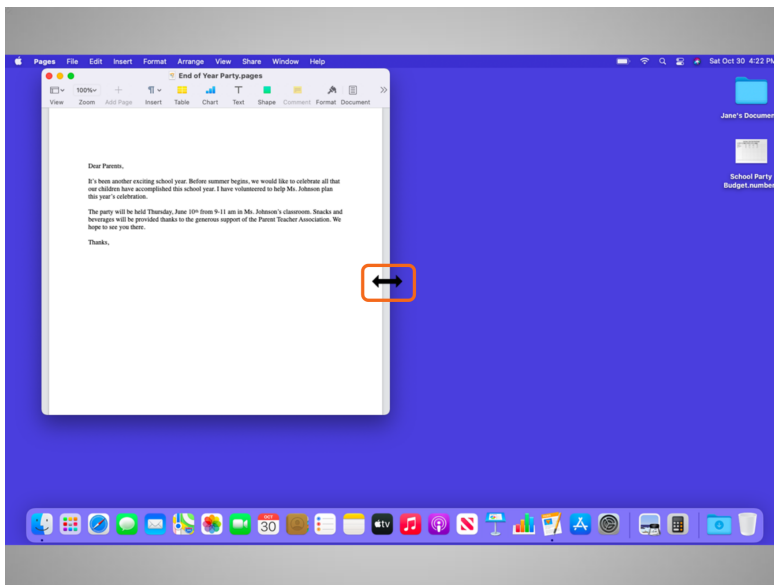 Pages File Edit Insert Format Arrange View Share Window Help Sat Oct 30 4:22 PM
End of Year Party.pages
100%
View Zoom Add Page Insert Table Chart Text Shape Comment Format Document
Jane's Documen
Dear Parents,
It's been another exciting school year. Before summer begins, we would like to celebrate all that
our children have accomplished this school year. I have volunteered to help Ms. Johnson plan
this year's celebration.
School Party
Budget.number
The party will be held Thursday, June 10th from 9-11 am in Ms. Johnson's classroom. Snacks and
beverages will be provided thanks to the generous support of the Parent Teacher Association. We
hope to see you there.
Thanks,
OCT
30
tv